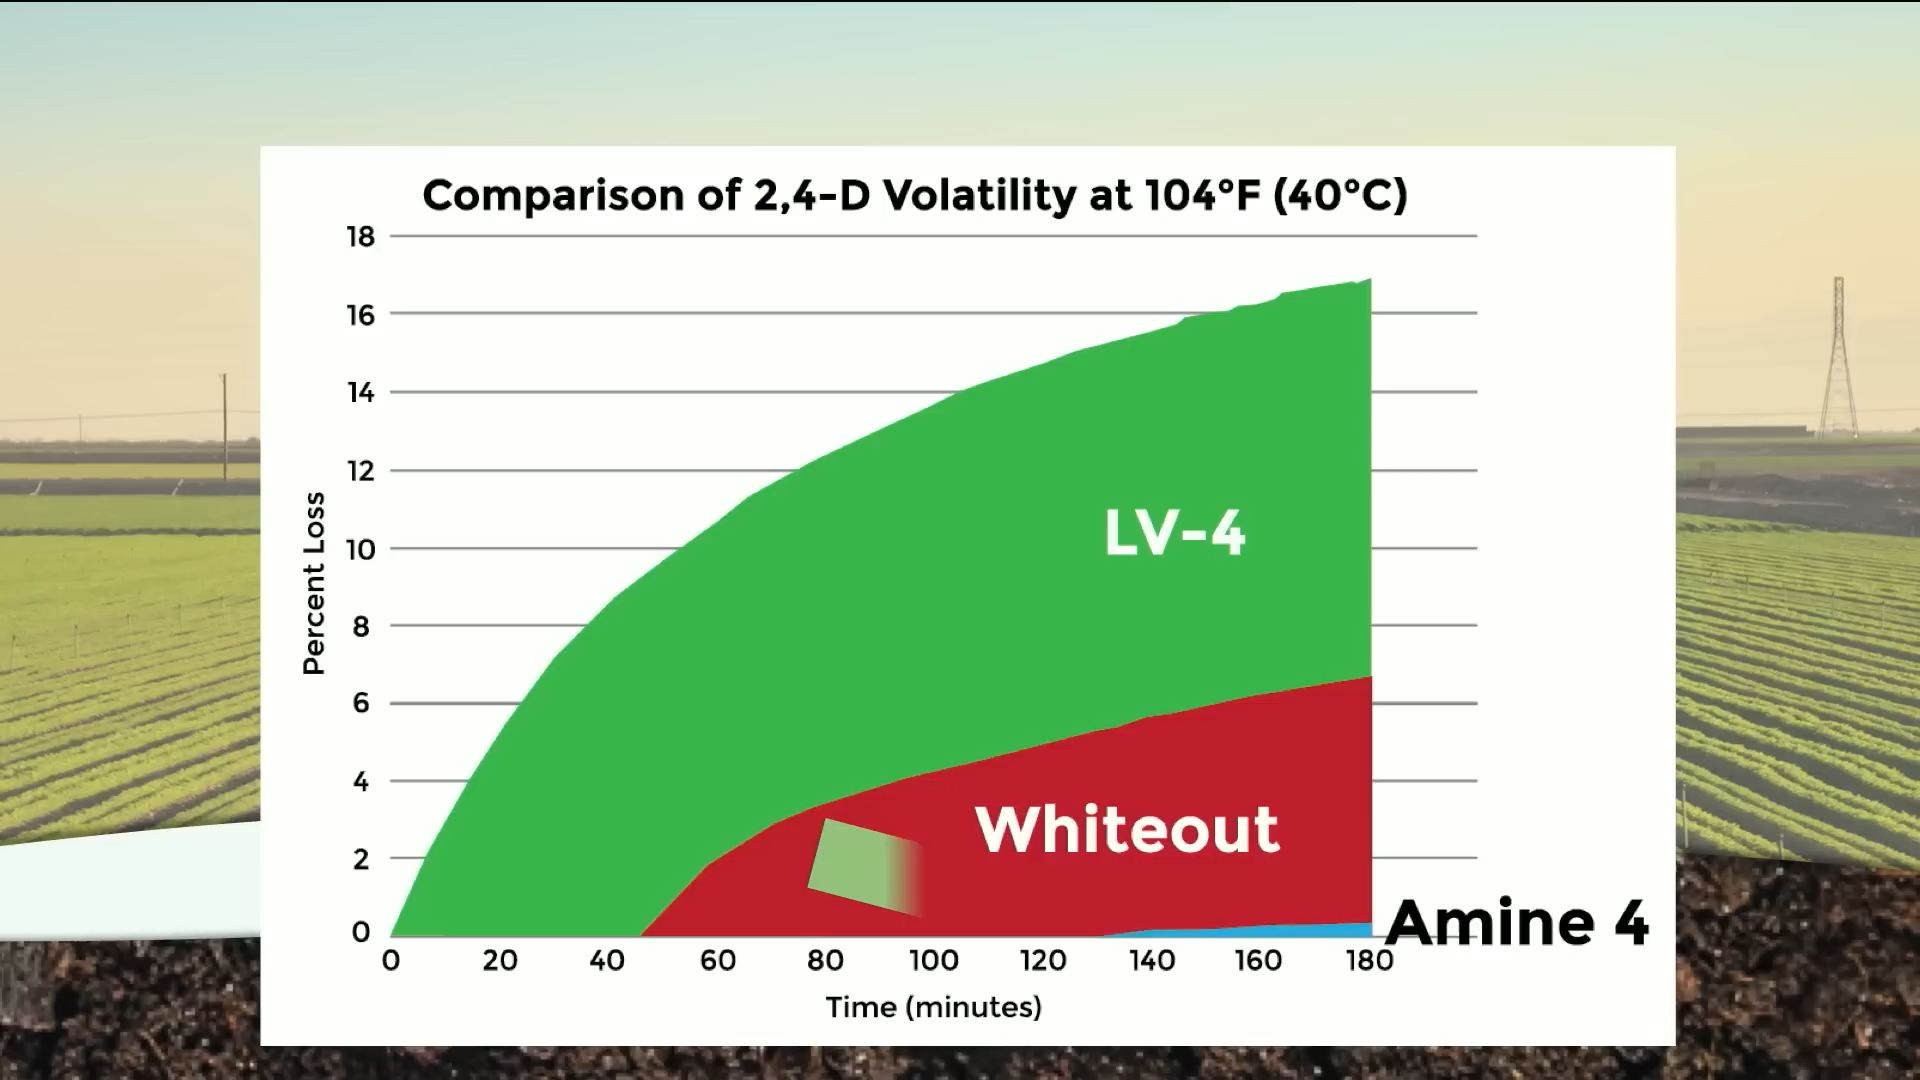 Comparison of 2,4-D Volatility at 104°F (40°C)
18
16
14
12
10
8
6
4
2
0
Percent Loss
LV-4
Whiteout
Amine 4
0 20 40 60 80 100 120 140 160 180
Time (minutes)